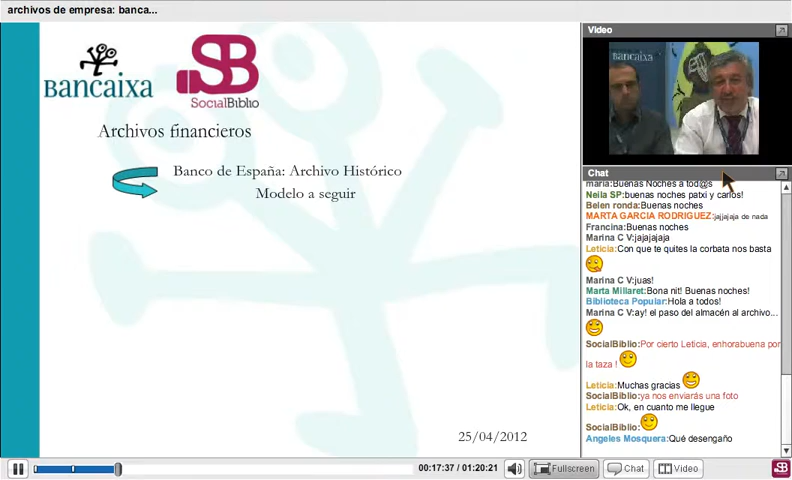 archivos de empresa: banca...
BANCAIXA
SB
SocialBiblio
Archivos financieros
Banco de España: Archivo Histórico
Modelo a seguir
25/04/2012
Video
Chat
maria:Buenas Noches a tod@s
Neila SP:buenas noches patxi y carlos!
Belen ronda:Buenas noches
MARTA GARCIA RODRIGUEZ:jajjajaja de nada
Francina:Buenas noches
Marina C V:jajajajaja
Leticia:Con que te quites la corbata nos basta
Marina C V:¡juas!
Marta Millaret:Bona nit! Buenas noches!
Biblioteca Popular:Hola a todos!
Marina C V:ay! el paso del almacén al archivo...
SocialBiblio:Por cierto Leticia, enhorabuena por
la taza !
Leticia:Muchas gracias
SocialBiblio:ya nos enviarás una foto
Leticia:Ok, en cuanto me llegue
SocialBiblio:
Angeles Mosquera:Qué desengaño
00:17:37 / 01:20:21
Fullscreen
Chat
Video
SB